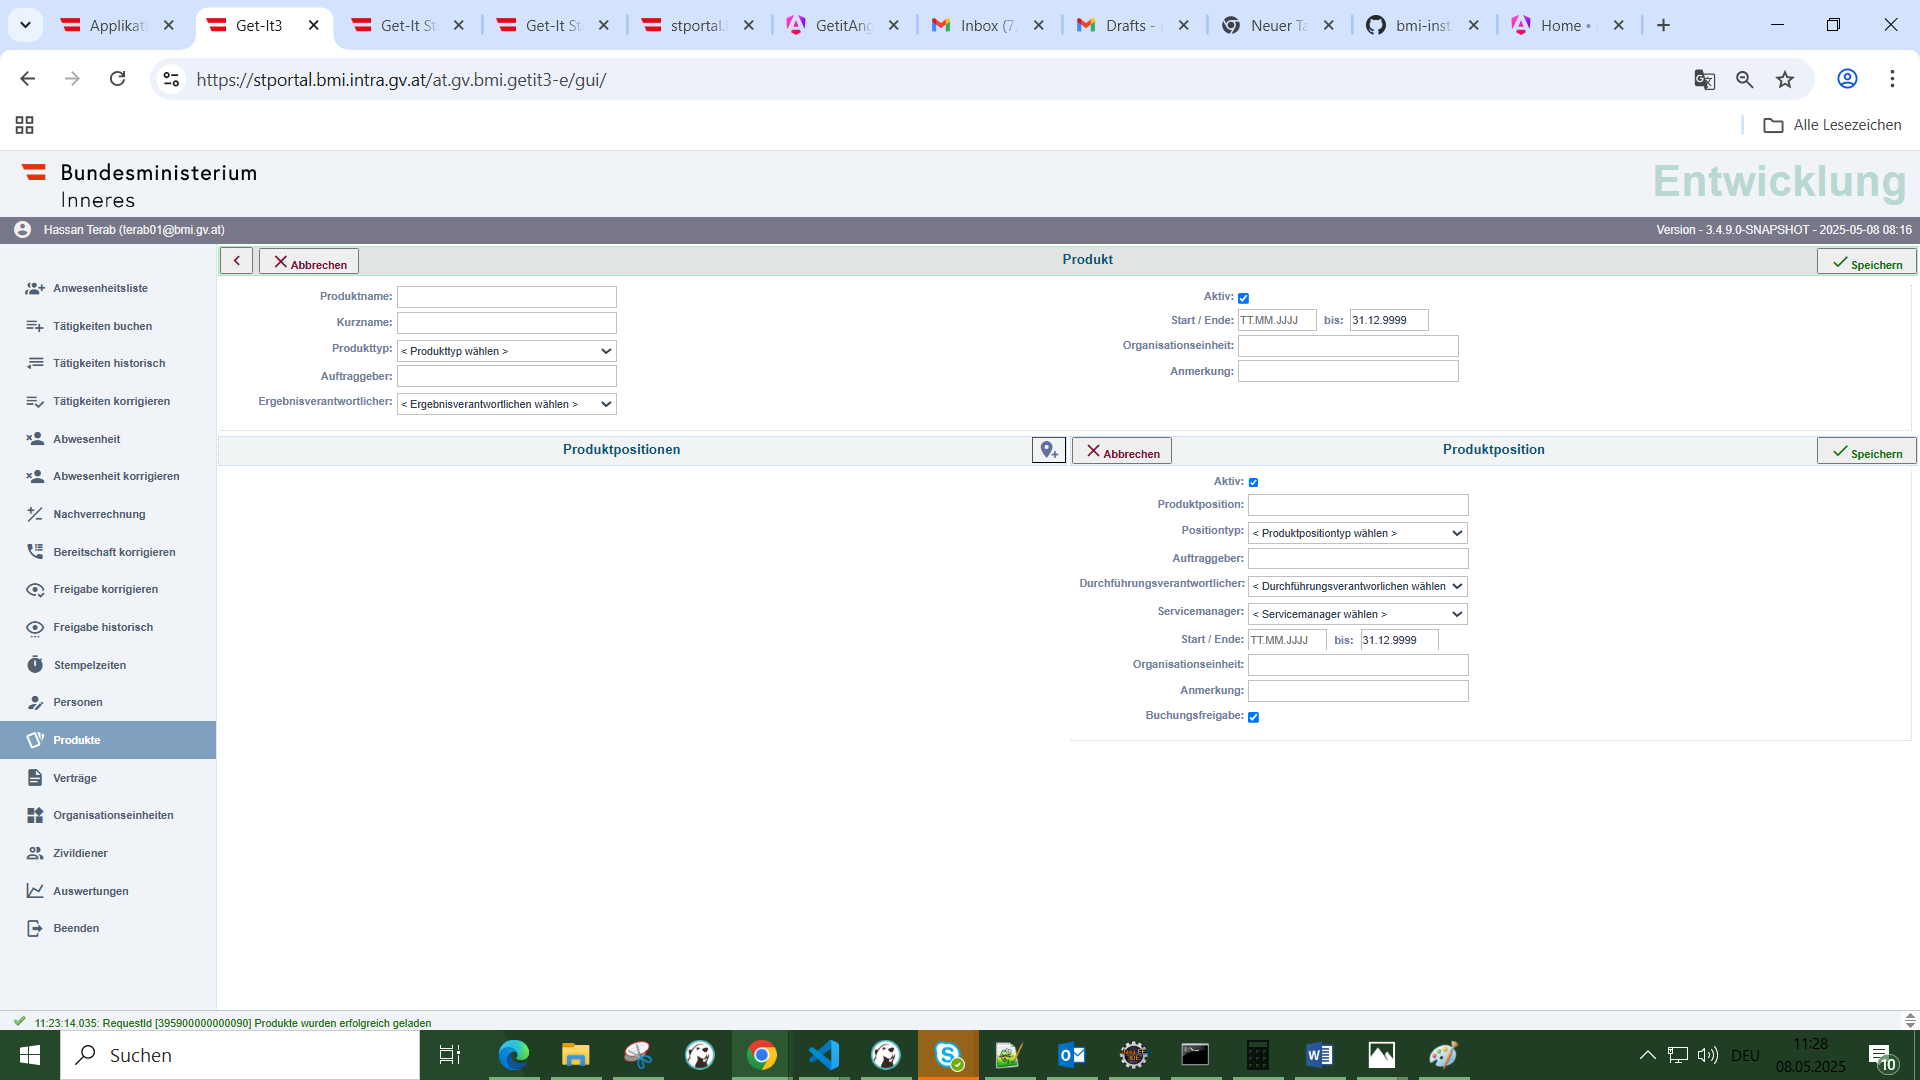 Applikati
Get-It3
Get-It St
Get-It St
stportal.
GetitAng
Inbox (7
Drafts -
Neuer Ta
bmi-inst
Home •
https://stportal.bmi.intra.gv.at/at.gv.bmi.getit3-e/gui/
Alle Lesezeichen
Bundesministerium
Inneres
Entwicklung
Hassan Terab (terab01@bmi.gv.at)
Version - 3.4.9.0-SNAPSHOT - 2025-05-08 08:16
Anwesenheitsliste
Tätigkeiten buchen
Tätigkeiten historisch
Tätigkeiten korrigieren
Abwesenheit
Abwesenheit korrigieren
Nachverrechnung
Bereitschaft korrigieren
Freigabe korrigieren
Freigabe historisch
Stempelzeiten
Personen
Produkte
Verträge
Organisationseinheiten
Zivildiener
Auswertungen
Beenden
Abbrechen
Produkt
Speichern
Produktname:
Kurzname:
Produkttyp: < Produkttyp wählen >
Auftraggeber:
Ergebnisverantwortlicher: < Ergebnisverantwortlichen wählen >
Aktiv:
Start / Ende: TT.MM.JJJJ bis: 31.12.9999
Organisationseinheit:
Anmerkung:
Produktpositionen
Abbrechen
Produktposition
Speichern
Aktiv:
Produktposition:
Positiontyp: < Produktpositiontyp wählen >
Auftraggeber:
Durchführungsverantwortlicher: < Durchführungsverantworlichen wählen
Servicemanager: < Servicemanager wählen >
Start / Ende: TT.MM.JJJJ bis: 31.12.9999
Organisationseinheit:
Anmerkung:
Buchungsfreigabe:
11:23:14.035: RequestId [395900000000090] Produkte wurden erfolgreich geladen
Suchen
DEU
11:28
08.05.2025
10